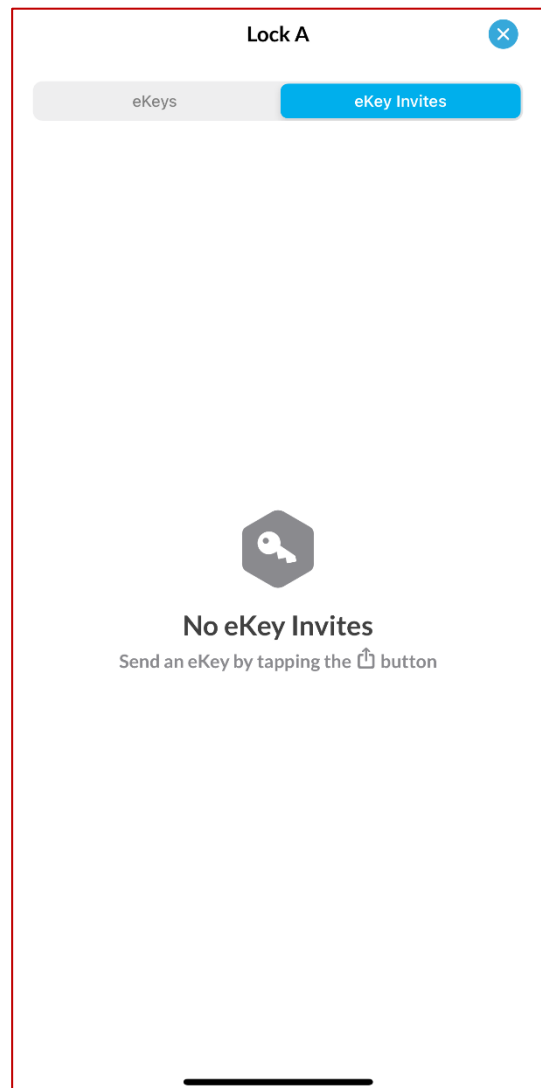 Lock A
eKeys
eKey Invites
No eKey Invites
Send an eKey by tapping the button